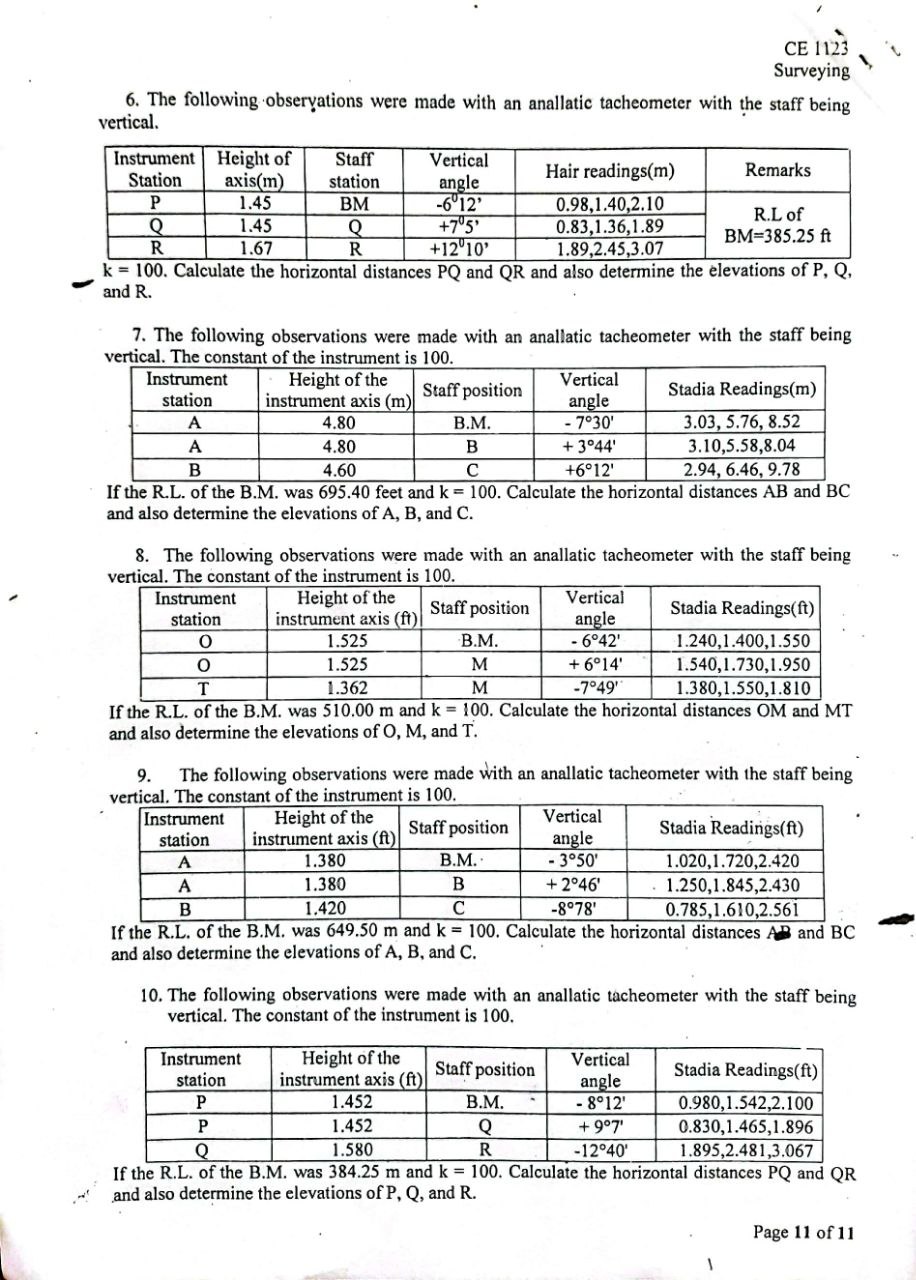 CE 1123
Surveying
6. The following observations were made with an anallatic tacheometer with the staff being
vertical.
Instrument Station | Height of axis(m) | Staff station | Vertical angle | Hair readings(m) | Remarks
P | 1.45 | BM | -6⁰12' | 0.98,1.40,2.10 | R.L of BM=385.25 ft
Q | 1.45 | Q | +7⁰5' | 0.83,1.36,1.89
R | 1.67 | R | +12⁰10' | 1.89,2.45,3.07
k = 100. Calculate the horizontal distances PQ and QR and also determine the elevations of P, Q,
and R.
7. The following observations were made with an anallatic tacheometer with the staff being
vertical. The constant of the instrument is 100.
Instrument station | Height of the instrument axis (m) | Staff position | Vertical angle | Stadia Readings(m)
A | 4.80 | B.M. | - 7°30' | 3.03, 5.76, 8.52
A | 4.80 | B | + 3°44' | 3.10,5.58,8.04
B | 4.60 | C | +6°12' | 2.94, 6.46, 9.78
If the R.L. of the B.M. was 695.40 feet and k = 100. Calculate the horizontal distances AB and BC
and also determine the elevations of A, B, and C.
8. The following observations were made with an anallatic tacheometer with the staff being
vertical. The constant of the instrument is 100.
Instrument station | Height of the instrument axis (ft) | Staff position | Vertical angle | Stadia Readings(ft)
O | 1.525 | B.M. | - 6°42' | 1.240,1.400,1.550
O | 1.525 | M | + 6°14' | 1.540,1.730,1.950
T | 1.362 | M | -7°49' | 1.380,1.550,1.810
If the R.L. of the B.M. was 510.00 m and k = 100. Calculate the horizontal distances OM and MT
and also determine the elevations of O, M, and T.
9. The following observations were made with an anallatic tacheometer with the staff being
vertical. The constant of the instrument is 100.
Instrument station | Height of the instrument axis (ft) | Staff position | Vertical angle | Stadia Readings(ft)
A | 1.380 | B.M. | - 3°50' | 1.020,1.720,2.420
A | 1.380 | B | + 2°46' | 1.250,1.845,2.430
B | 1.420 | C | -8°78' | 0.785,1.610,2.561
If the R.L. of the B.M. was 649.50 m and k = 100. Calculate the horizontal distances AB and BC
and also determine the elevations of A, B, and C.
10. The following observations were made with an anallatic tacheometer with the staff being
vertical. The constant of the instrument is 100.
Instrument station | Height of the instrument axis (ft) | Staff position | Vertical angle | Stadia Readings(ft)
P | 1.452 | B.M. | - 8°12' | 0.980,1.542,2.100
P | 1.452 | Q | + 9°7' | 0.830,1.465,1.896
Q | 1.580 | R | -12°40' | 1.895,2.481,3.067
If the R.L. of the B.M. was 384.25 m and k = 100. Calculate the horizontal distances PQ and QR
and also determine the elevations of P, Q, and R.
Page 11 of 11